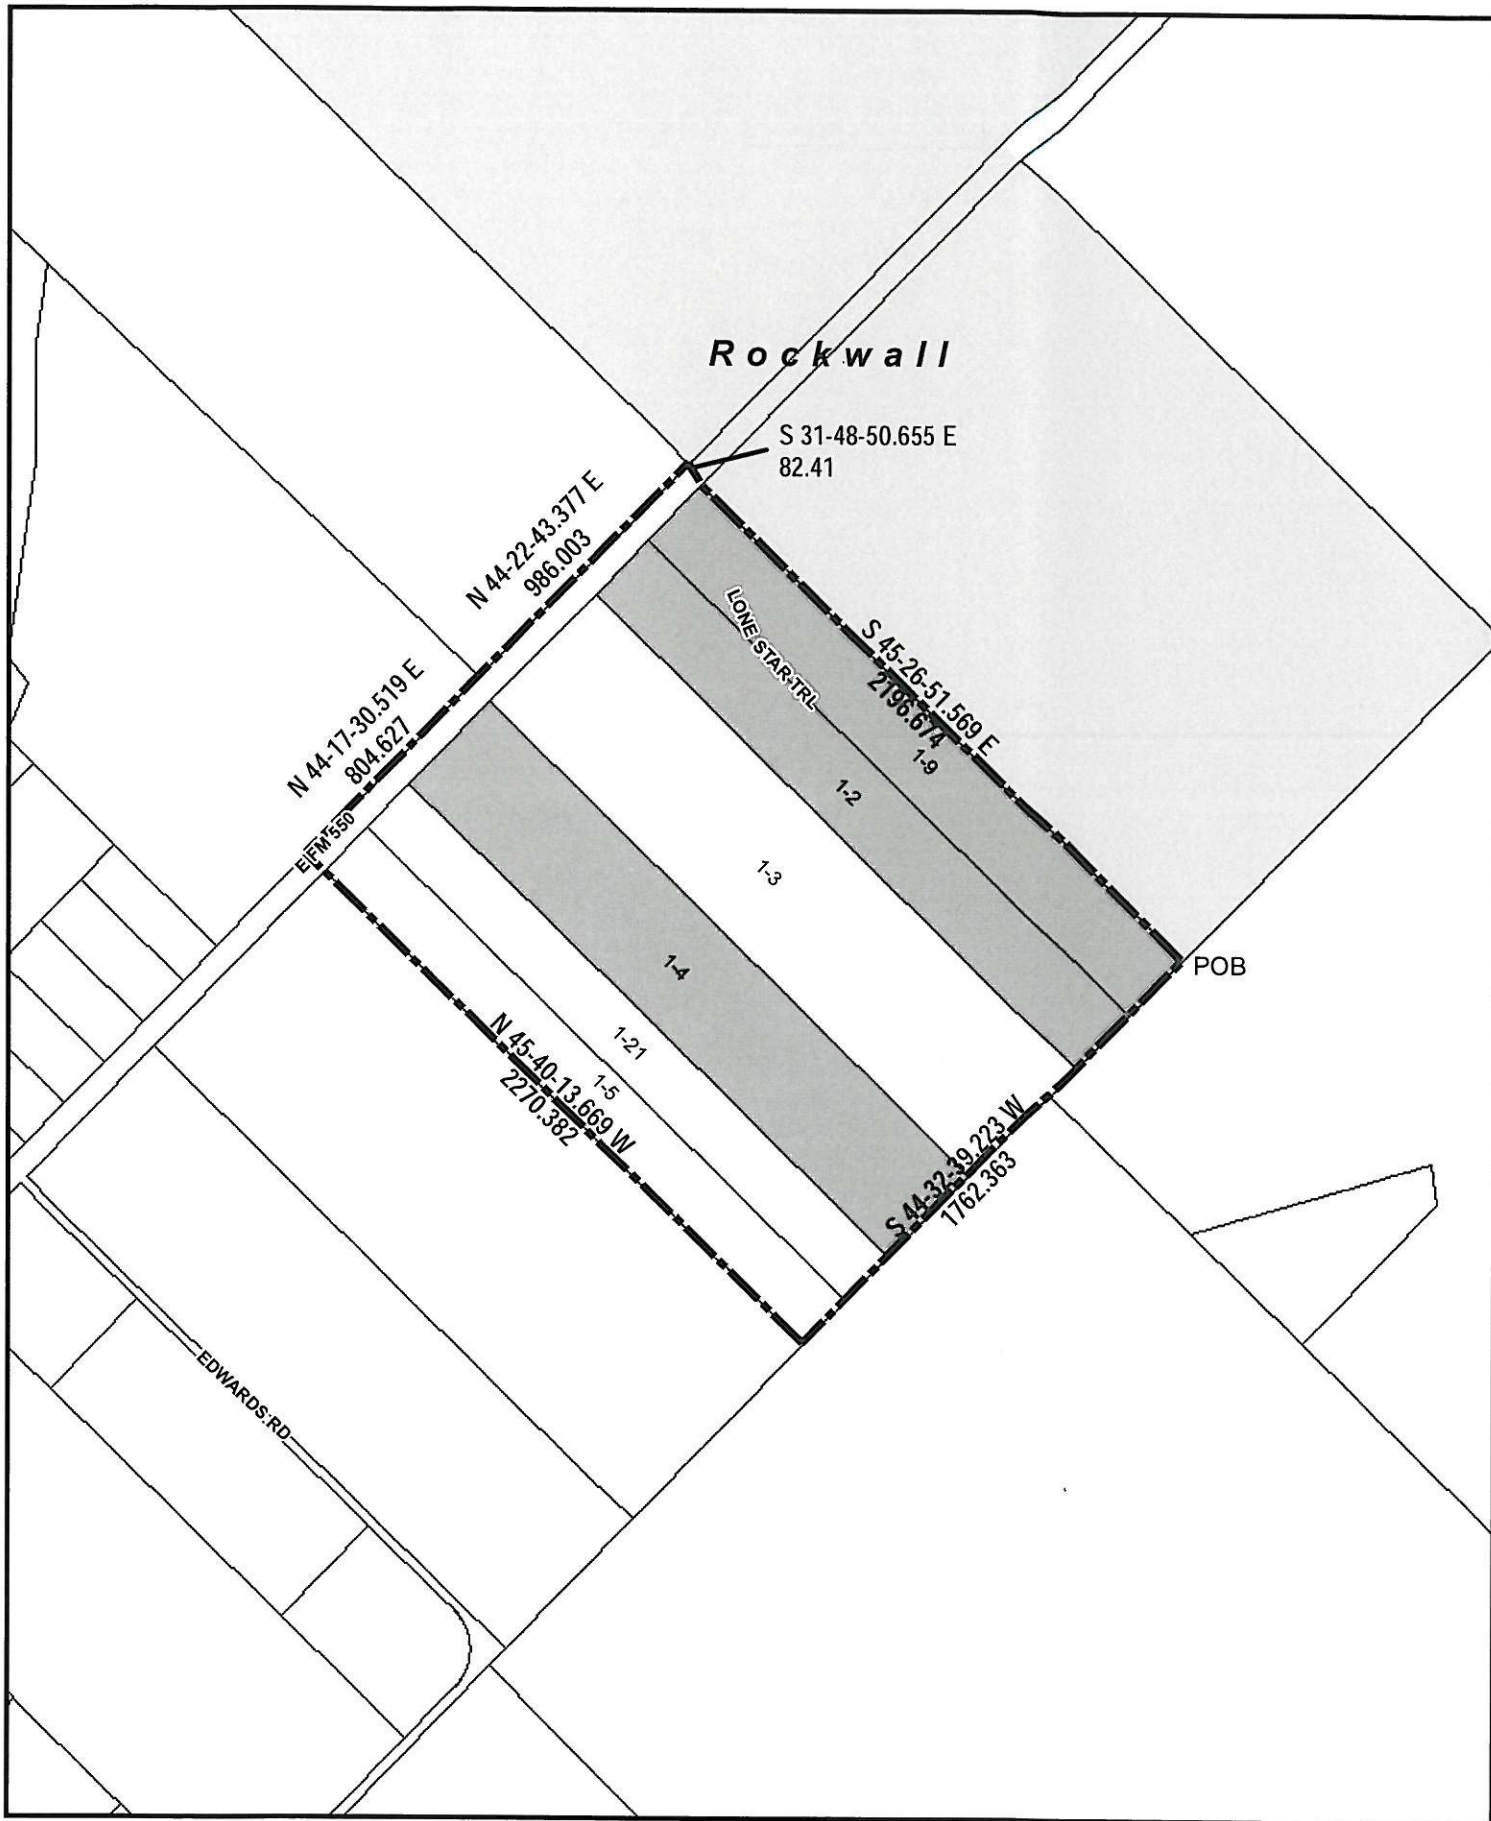 Rockwall
S 31-48-50.655 E
82.41
N 44-22-43.377 E
986.003
N 44-17-30.519 E
804.627
E FM 550
LONE STAR TRL
S 45-26-51.569 E
2196.674
1-9
1-2
1-3
1-4
POB
1-21
1-5
N 45-40-13.669 W
2270.382
S 44-32-39.223 W
1762.363
EDWARDS RD